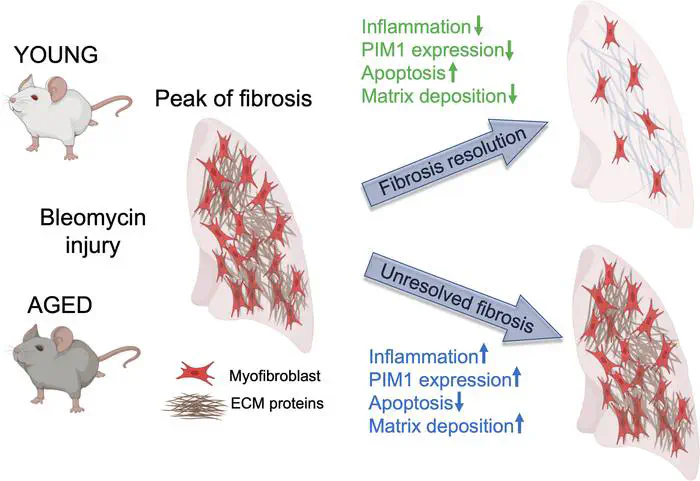 YOUNG
Peak of fibrosis
Bleomycin
injury
AGED
Myofibroblast
ECM proteins
Inflammation↓
PIM1 expression↓
Apoptosis↑
Matrix deposition↓
Fibrosis resolution
Unresolved fibrosis
Inflammation↑
PIM1 expression↑
Apoptosis↓
Matrix deposition↑